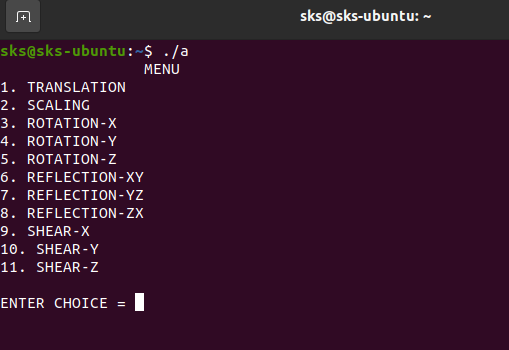 sks@sks-ubuntu: ~
sks@sks-ubuntu:~$ ./a
MENU
1. TRANSLATION
2. SCALING
3. ROTATION-X
4. ROTATION-Y
5. ROTATION-Z
6. REFLECTION-XY
7. REFLECTION-YZ
8. REFLECTION-ZX
9. SHEAR-X
10. SHEAR-Y
11. SHEAR-Z
ENTER CHOICE =